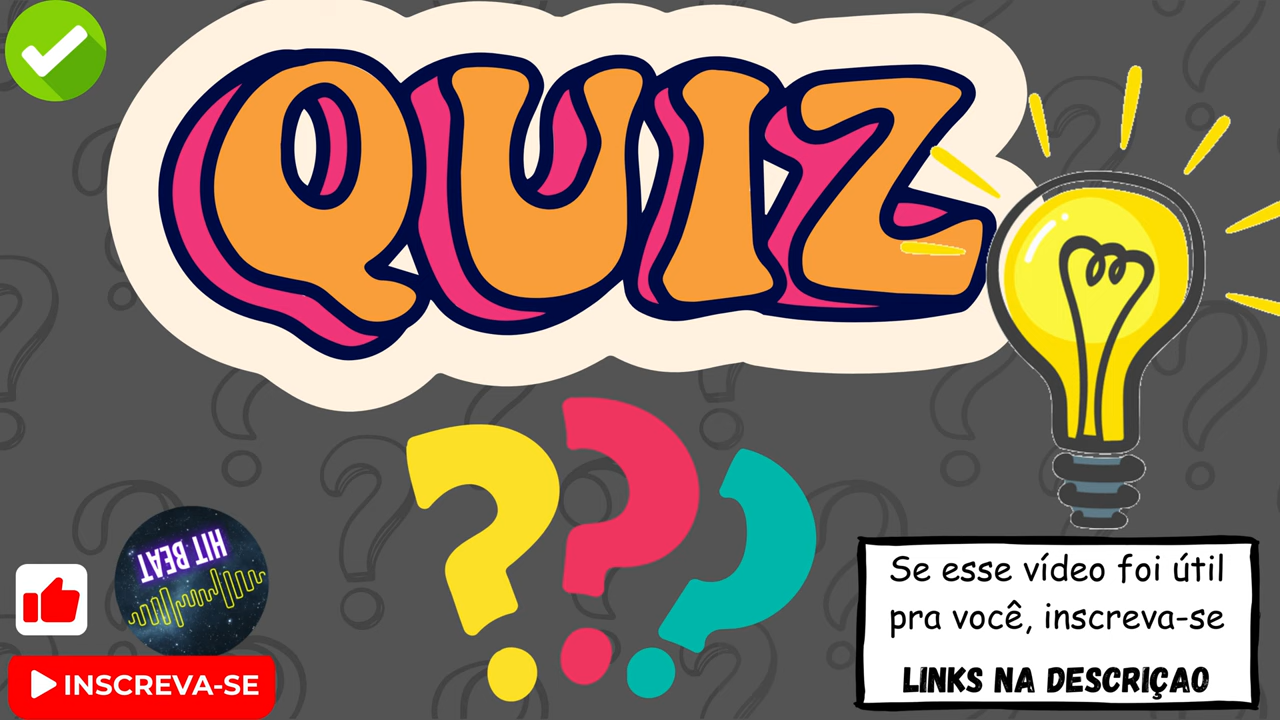 QUIZ
HIT BEAT
INSCREVA-SE
Se esse vídeo foi útil
pra você, inscreva-se
LINKS NA DESCRIÇAO